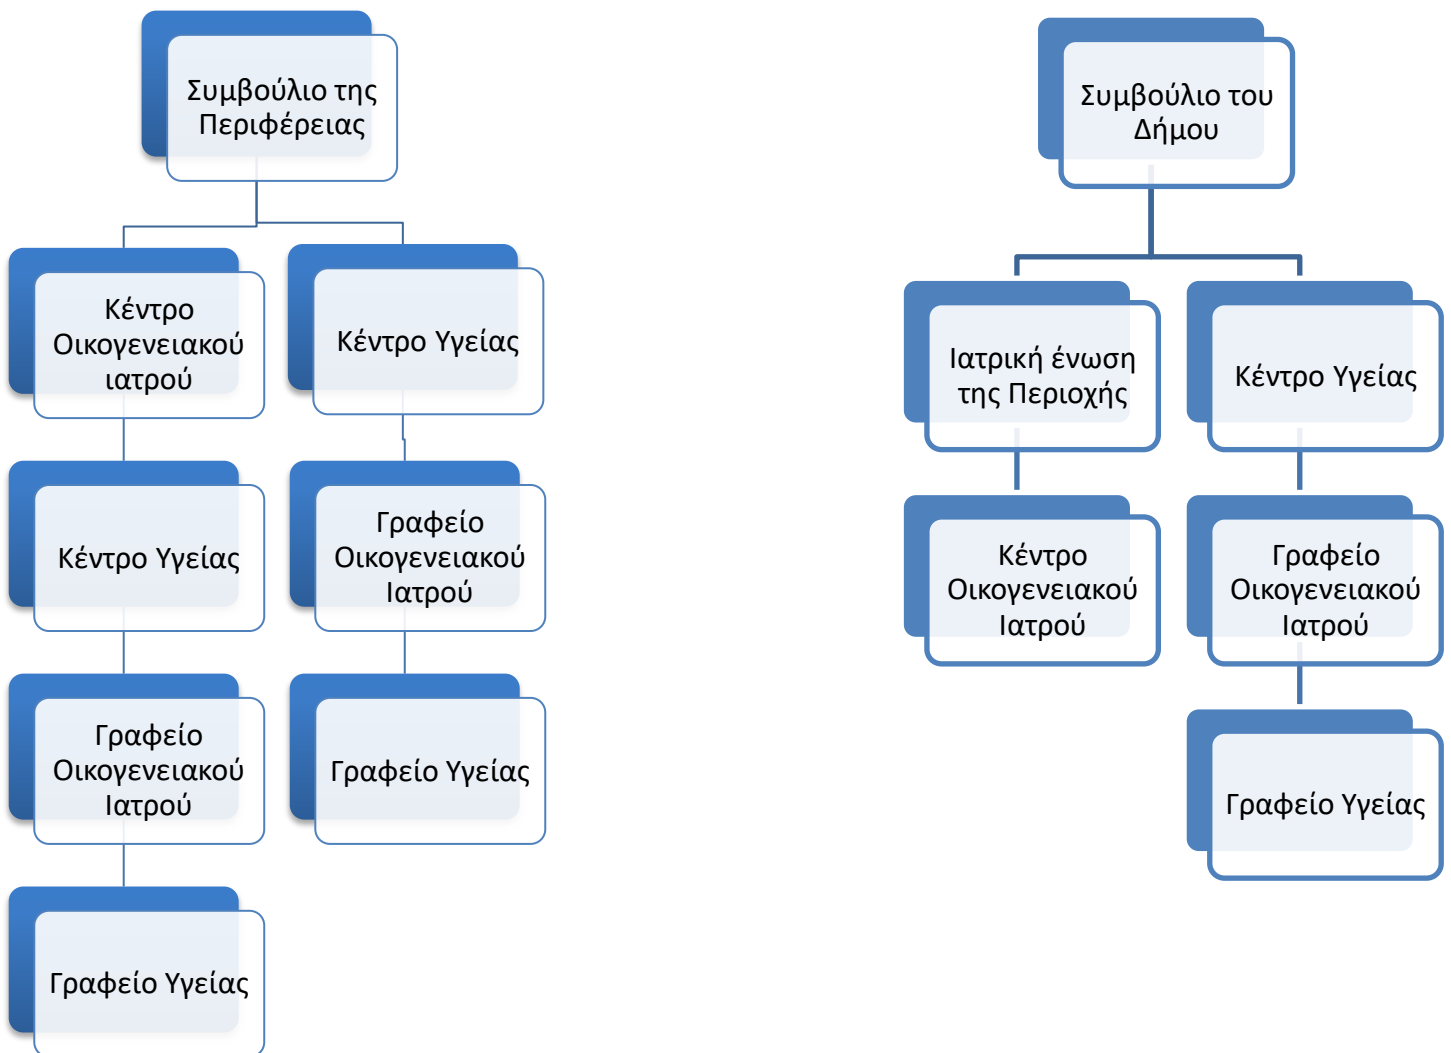 Συμβούλιο της
Περιφέρειας
Κέντρο
Οικογενειακού
ιατρού
Κέντρο Υγείας
Κέντρο Υγείας
Γραφείο
Οικογενειακού
Ιατρού
Γραφείο
Οικογενειακού
Ιατρού
Γραφείο Υγείας
Γραφείο Υγείας
Συμβούλιο του
Δήμου
Ιατρική ένωση
της Περιοχής
Κέντρο Υγείας
Κέντρο
Οικογενειακού
Ιατρού
Γραφείο
Οικογενειακού
Ιατρού
Γραφείο Υγείας